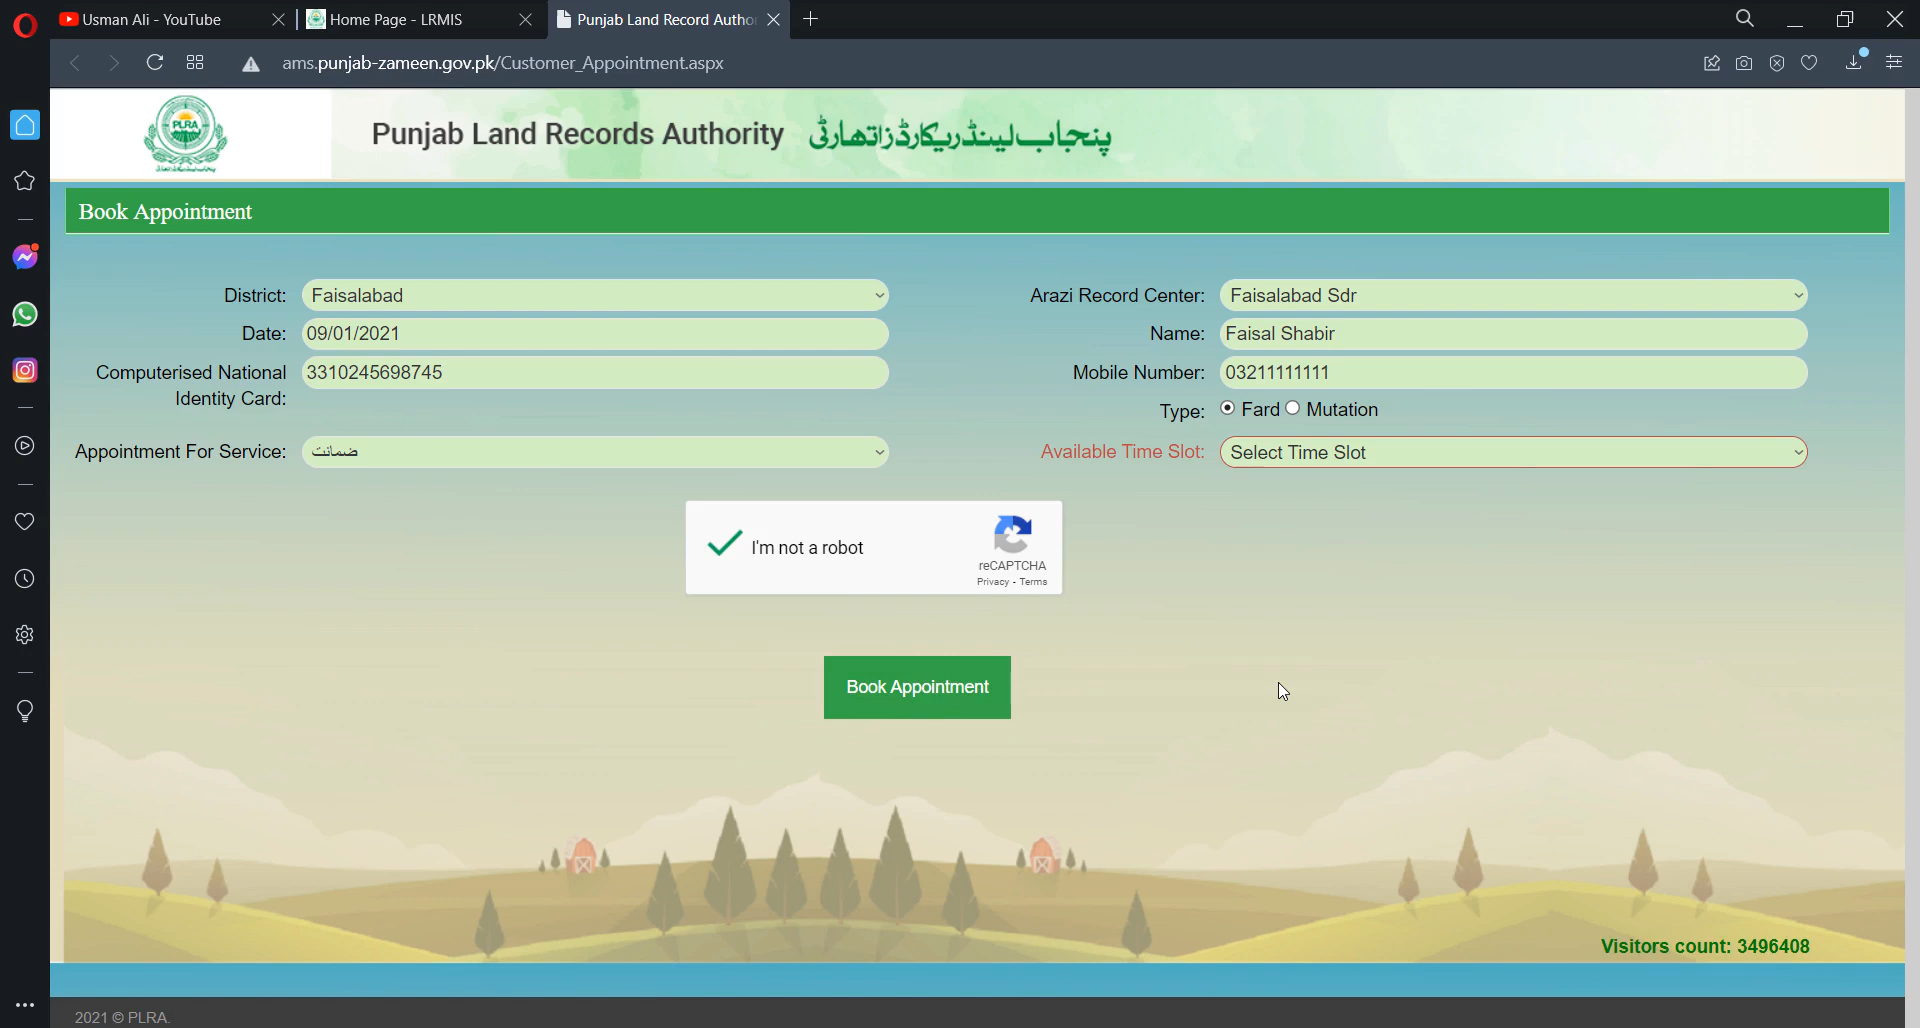 Usman Ali - YouTube
Home Page - LRMIS
Punjab Land Record Autho
ams.punjab-zameen.gov.pk/Customer_Appointment.aspx
PLRA
Punjab Land Records Authority
پنجاب لینڈ ریکارڈز اتھارٹی
Book Appointment
District: Faisalabad
Arazi Record Center: Faisalabad Sdr
Date: 09/01/2021
Name: Faisal Shabir
Computerised National Identity Card: 3310245698745
Mobile Number: 03211111111
Type: Fard Mutation
Appointment For Service: ضمانت
Available Time Slot: Select Time Slot
I'm not a robot
reCAPTCHA
Privacy - Terms
Book Appointment
Visitors count: 3496408
2021 © PLRA.